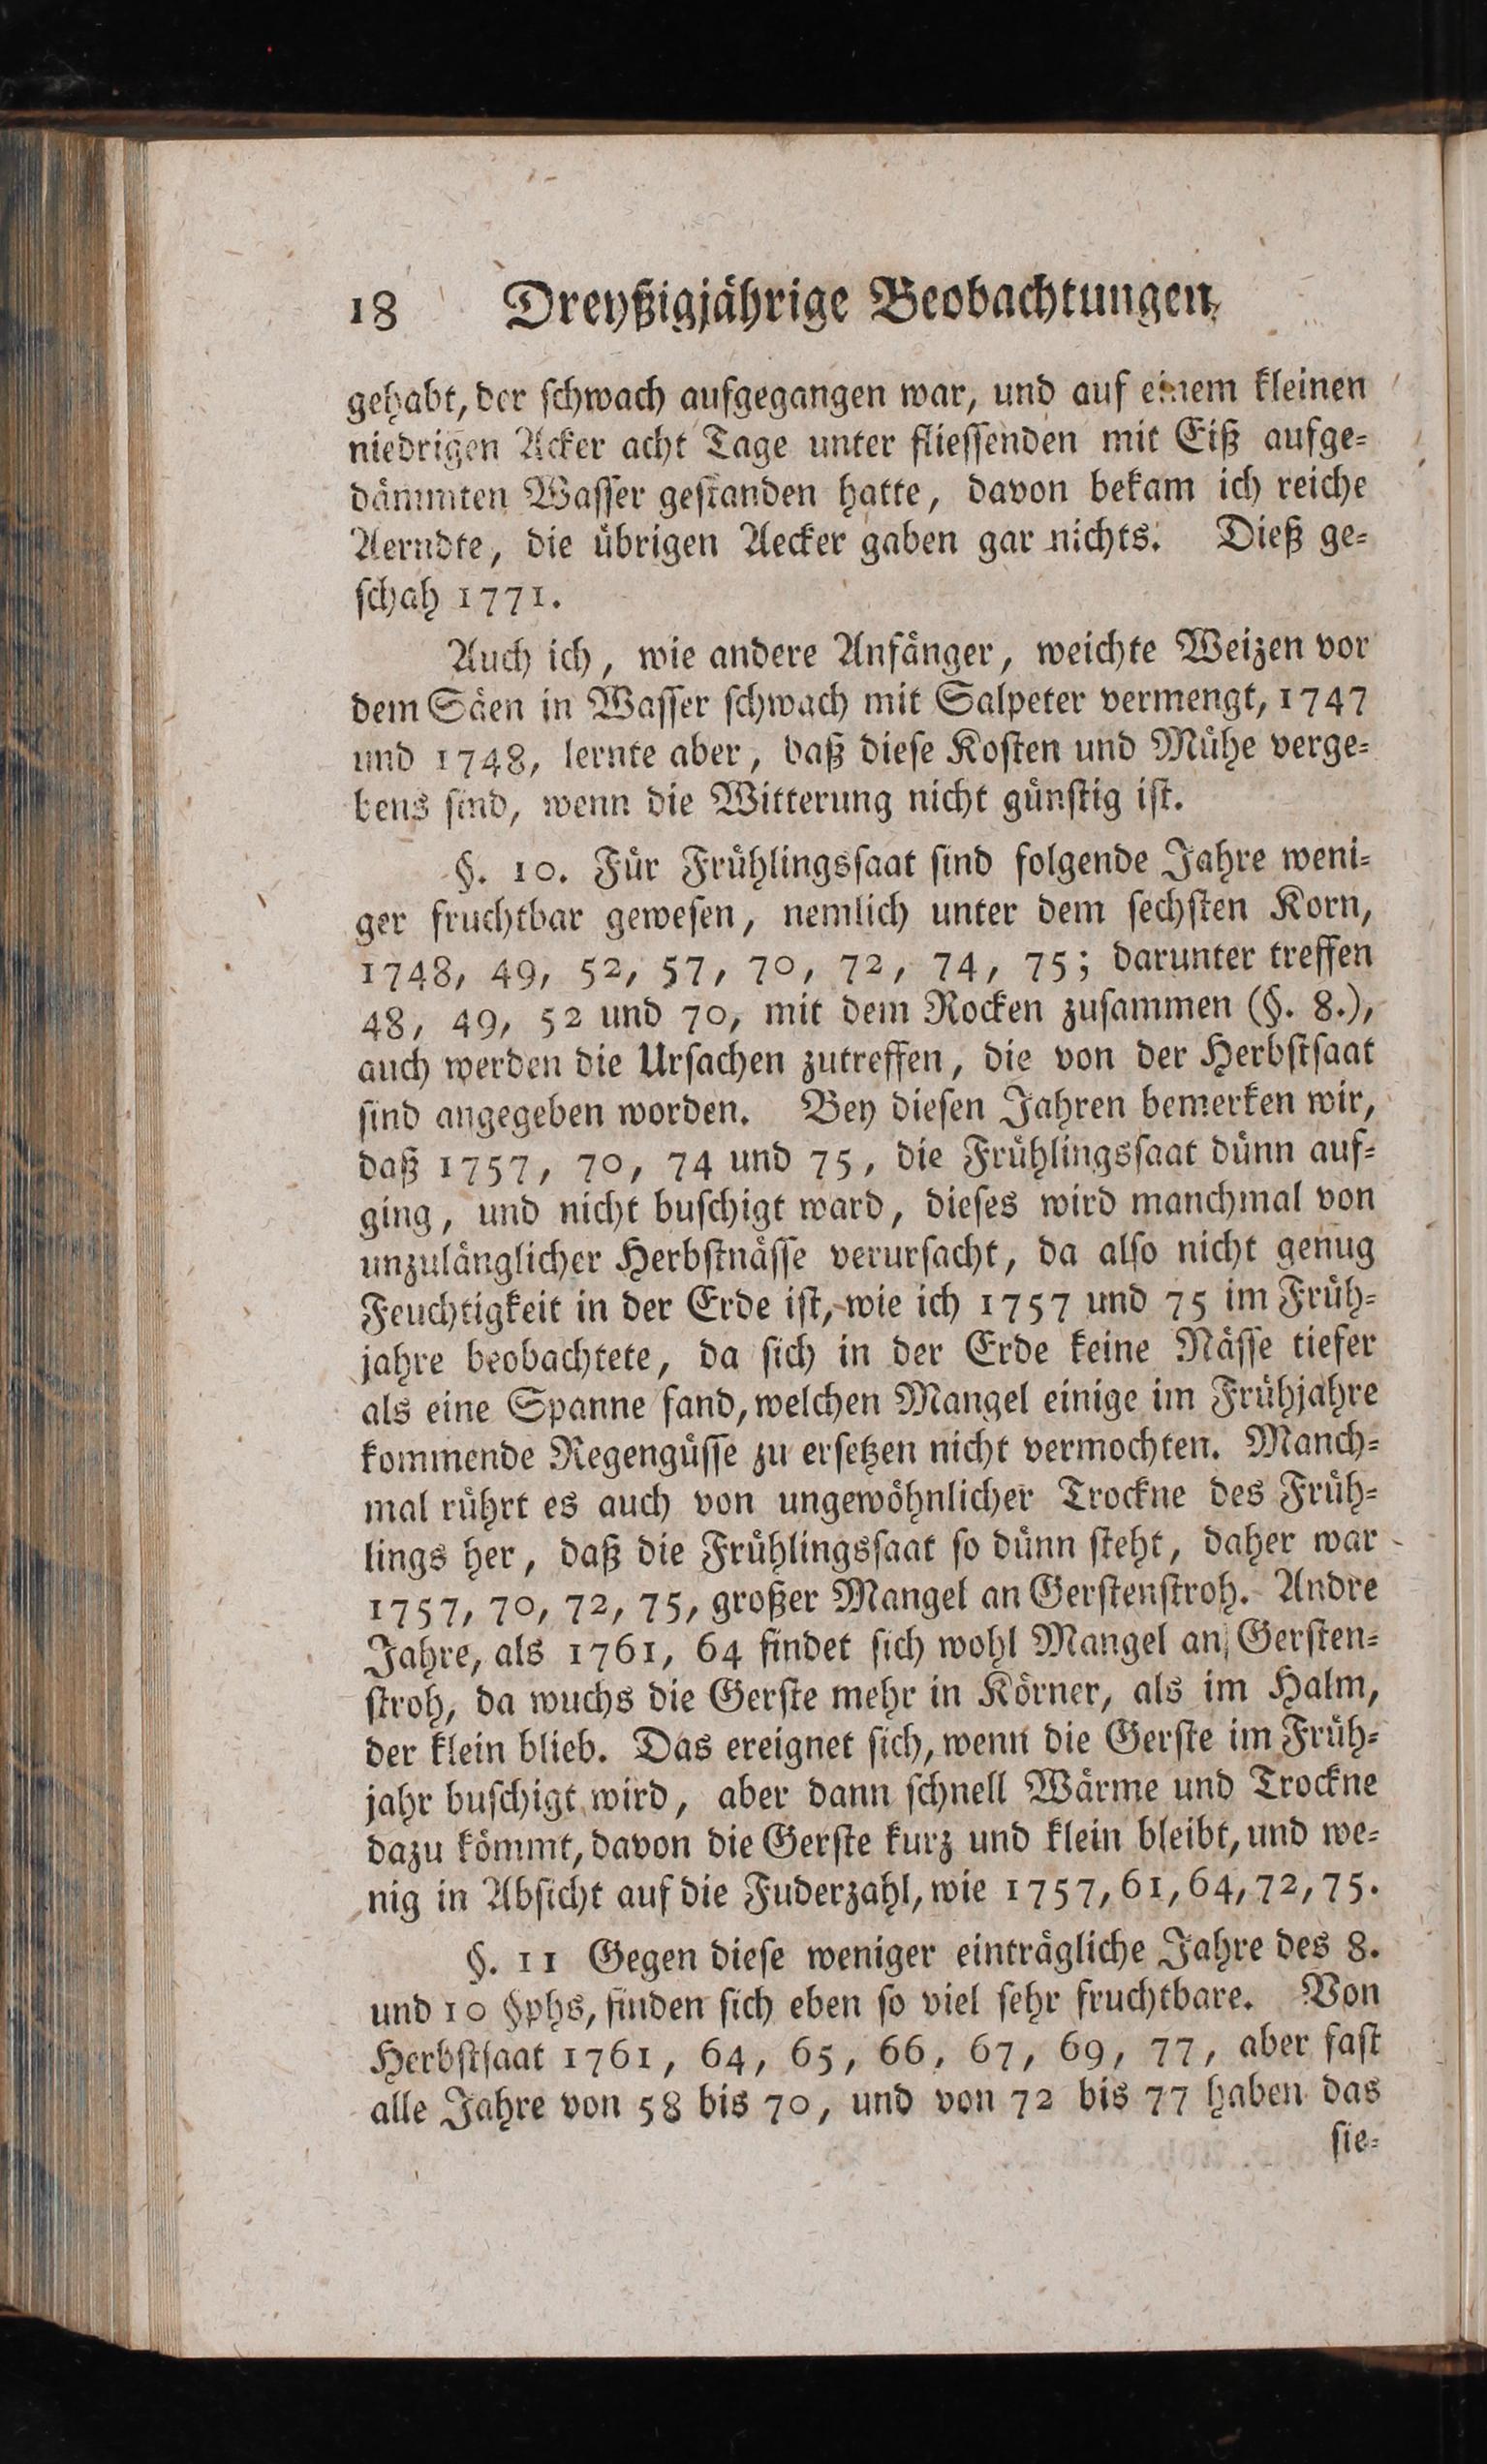 18 Dreyßigjährige Beobachtungen,
gehabt, der ſchwach aufgegangen war, und auf einem kleinen
niedrigen Acker acht Tage unter flieſſenden mit Eiß aufge⸗
dämmten Waſſer geſtanden hatte, davon bekam ich reiche
Aerndte, die übrigen Aecker gaben gar nichts. Dieß ge⸗
ſchah 1771.
Auch ich, wie andere Anfänger, weichte Weizen vor
dem Säen in Waſſer ſchwach mit Salpeter vermengt, 1747
und 1748, lernte aber, daß dieſe Koſten und Mühe verge⸗
bens ſind, wenn die Witterung nicht günſtig iſt.
§. 10. Für Frühlingsſaat ſind folgende Jahre weni⸗
ger fruchtbar geweſen, nemlich unter dem ſechſten Korn,
1748, 49, 52, 57, 70, 72, 74, 75; darunter treffen
48, 49, 52 und 70, mit dem Rocken zuſammen (§. 8.),
auch werden die Urſachen zutreffen, die von der Herbſtſaat
ſind angegeben worden. Bey dieſen Jahren bemerken wir,
daß 1757, 70, 74 und 75, die Frühlingsſaat dünn auf⸗
ging, und nicht buſchigt ward, dieſes wird manchmal von
unzulänglicher Herbſtnäſſe verurſacht, da alſo nicht genug
Feuchtigkeit in der Erde iſt, wie ich 1757 und 75 im Früh⸗
jahre beobachtete, da ſich in der Erde keine Näſſe tiefer
als eine Spanne fand, welchen Mangel einige im Frühjahre
kommende Regengüſſe zu erſetzen nicht vermochten. Manch⸗
mal rührt es auch von ungewöhnlicher Trockne des Früh⸗
lings her, daß die Frühlingsſaat ſo dünn ſteht, daher war
1757, 70, 72, 75, großer Mangel an Gerſtenſtroh. Andre
Jahre, als 1761, 64 findet ſich wohl Mangel an Gerſten⸗
ſtroh, da wuchs die Gerſte mehr in Körner, als im Halm,
der klein blieb. Das ereignet ſich, wenn die Gerſte im Früh⸗
jahr buſchigt wird, aber dann ſchnell Wärme und Trockne
dazu kömmt, davon die Gerſte kurz und klein bleibt, und we⸗
nig in Abſicht auf die Fuderzahl, wie 1757, 61, 64, 72, 75.
§. 11 Gegen dieſe weniger einträgliche Jahre des 8.
und 10 §phs, finden ſich eben ſo viel ſehr fruchtbare. Von
Herbſtſaat 1761, 64, 65, 66, 67, 69, 77, aber faſt
alle Jahre von 58 bis 70, und von 72 bis 77 haben das
ſie⸗